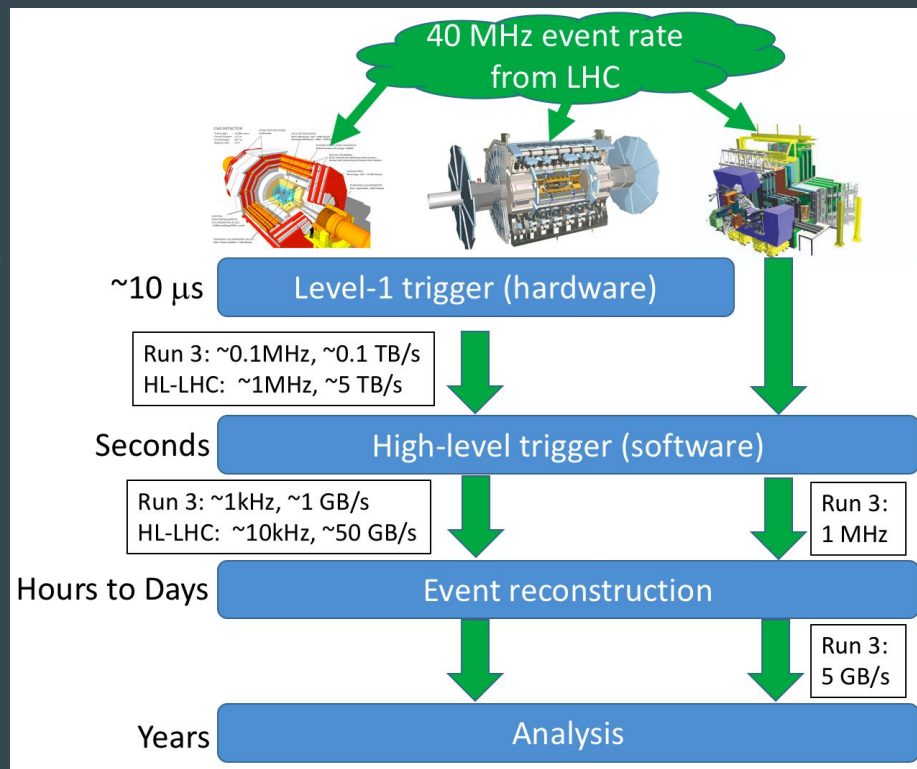 40 MHz event rate
from LHC
CMS DETECTOR
~10 μs
Level-1 trigger (hardware)
Run 3: ~0.1MHz, ~0.1 TB/s
HL-LHC: ~1MHz, ~5 TB/s
Seconds
High-level trigger (software)
Run 3: ~1kHz, ~1 GB/s
HL-LHC: ~10kHz, ~50 GB/s
Run 3:
1 MHz
Hours to Days
Event reconstruction
Run 3:
5 GB/s
Years
Analysis